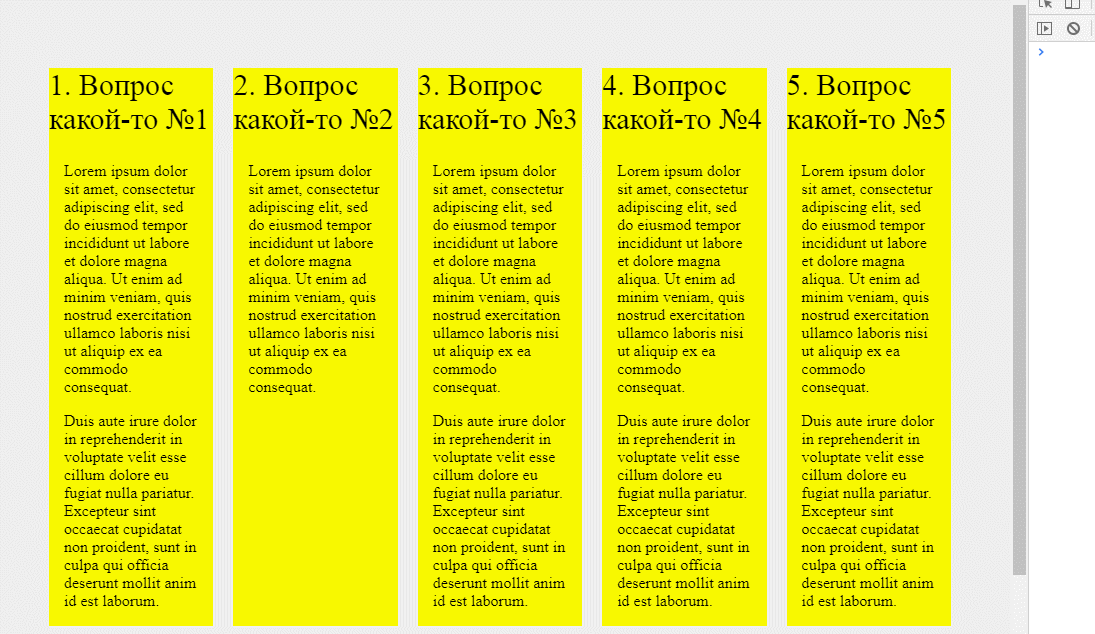 1. Вопрос
какой-то №1
Lorem ipsum dolor
sit amet, consectetur
adipiscing elit, sed
do eiusmod tempor
incididunt ut labore
et dolore magna
aliqua. Ut enim ad
minim veniam, quis
nostrud exercitation
ullamco laboris nisi
ut aliquip ex ea
commodo
consequat.
Duis aute irure dolor
in reprehenderit in
voluptate velit esse
cillum dolore eu
fugiat nulla pariatur.
Excepteur sint
occaecat cupidatat
non proident, sunt in
culpa qui officia
deserunt mollit anim
id est laborum.
2. Вопрос
какой-то №2
Lorem ipsum dolor
sit amet, consectetur
adipiscing elit, sed
do eiusmod tempor
incididunt ut labore
et dolore magna
aliqua. Ut enim ad
minim veniam, quis
nostrud exercitation
ullamco laboris nisi
ut aliquip ex ea
commodo
consequat.
3. Вопрос
какой-то №3
Lorem ipsum dolor
sit amet, consectetur
adipiscing elit, sed
do eiusmod tempor
incididunt ut labore
et dolore magna
aliqua. Ut enim ad
minim veniam, quis
nostrud exercitation
ullamco laboris nisi
ut aliquip ex ea
commodo
consequat.
Duis aute irure dolor
in reprehenderit in
voluptate velit esse
cillum dolore eu
fugiat nulla pariatur.
Excepteur sint
occaecat cupidatat
non proident, sunt in
culpa qui officia
deserunt mollit anim
id est laborum.
4. Вопрос
какой-то №4
Lorem ipsum dolor
sit amet, consectetur
adipiscing elit, sed
do eiusmod tempor
incididunt ut labore
et dolore magna
aliqua. Ut enim ad
minim veniam, quis
nostrud exercitation
ullamco laboris nisi
ut aliquip ex ea
commodo
consequat.
Duis aute irure dolor
in reprehenderit in
voluptate velit esse
cillum dolore eu
fugiat nulla pariatur.
Excepteur sint
occaecat cupidatat
non proident, sunt in
culpa qui officia
deserunt mollit anim
id est laborum.
5. Вопрос
какой-то №5
Lorem ipsum dolor
sit amet, consectetur
adipiscing elit, sed
do eiusmod tempor
incididunt ut labore
et dolore magna
aliqua. Ut enim ad
minim veniam, quis
nostrud exercitation
ullamco laboris nisi
ut aliquip ex ea
commodo
consequat.
Duis aute irure dolor
in reprehenderit in
voluptate velit esse
cillum dolore eu
fugiat nulla pariatur.
Excepteur sint
occaecat cupidatat
non proident, sunt in
culpa qui officia
deserunt mollit anim
id est laborum.